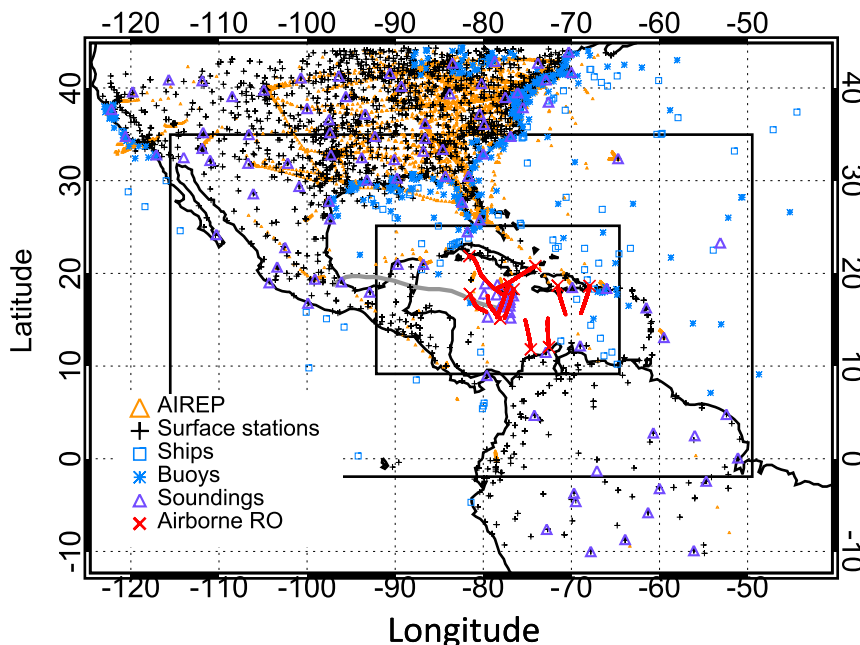 -120 -110 -100 -90 -80 -70 -60 -50
40 40
30 30
20 20
10 10
0 0
-10 -10
Latitude
AIREP
Surface stations
Ships
Buoys
Soundings
Airborne RO
-120 -110 -100 -90 -80 -70 -60 -50
Longitude